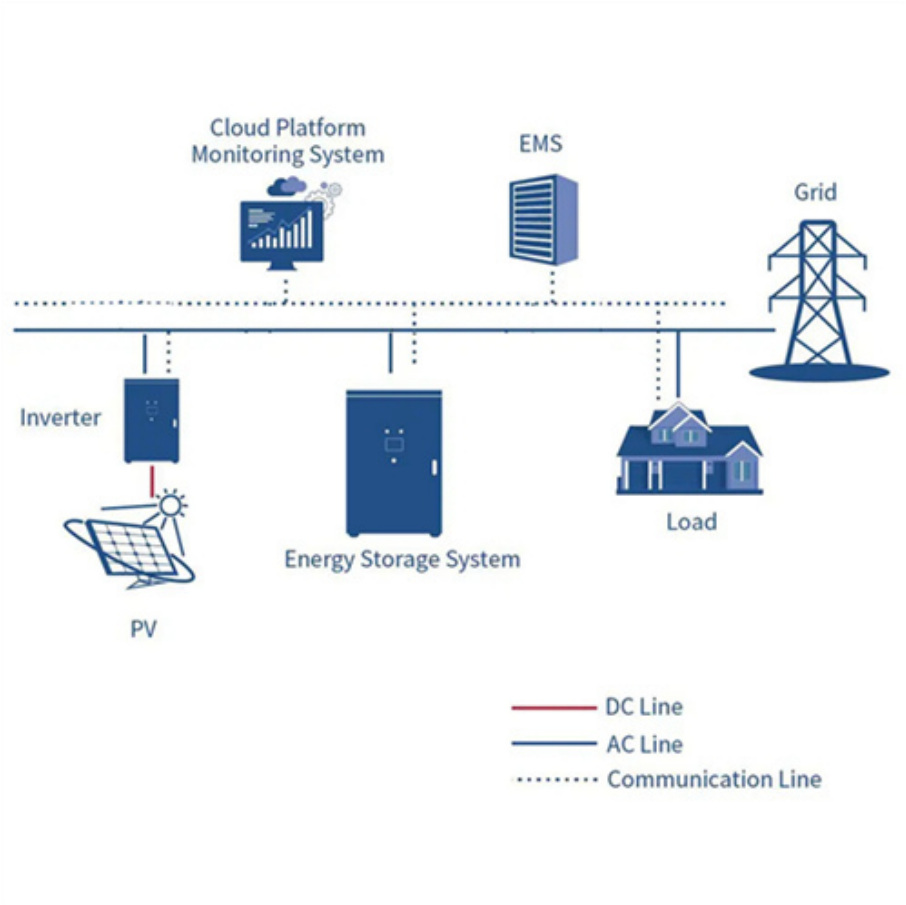 Cloud Platform
Monitoring System
EMS
Grid
Inverter
Load
Energy Storage System
PV
DC Line
AC Line
Communication Line